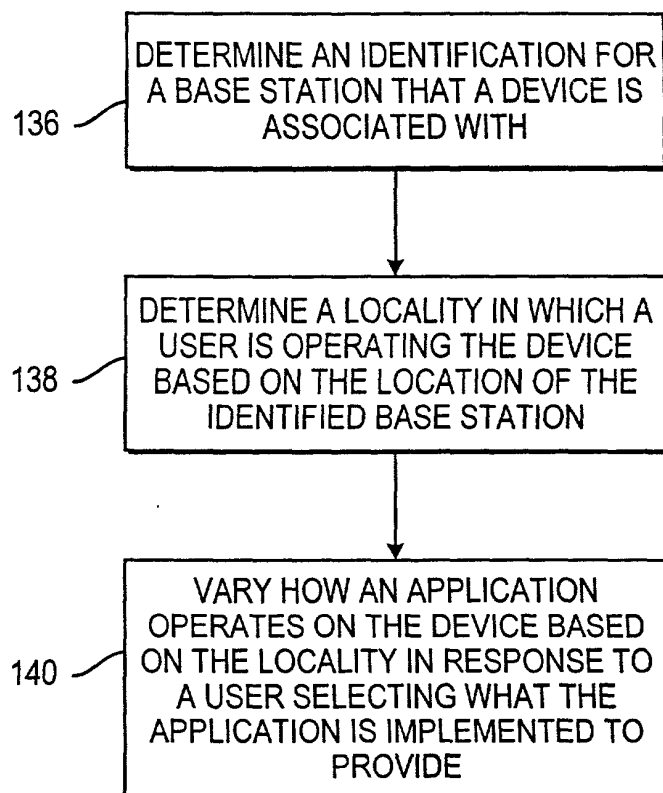 DETERMINE AN IDENTIFICATION FOR
A BASE STATION THAT A DEVICE IS
ASSOCIATED WITH
136
DETERMINE A LOCALITY IN WHICH A
USER IS OPERATING THE DEVICE
BASED ON THE LOCATION OF THE
IDENTIFIED BASE STATION
138
VARY HOW AN APPLICATION
OPERATES ON THE DEVICE BASED
ON THE LOCALITY IN RESPONSE TO
A USER SELECTING WHAT THE
APPLICATION IS IMPLEMENTED TO
PROVIDE
140